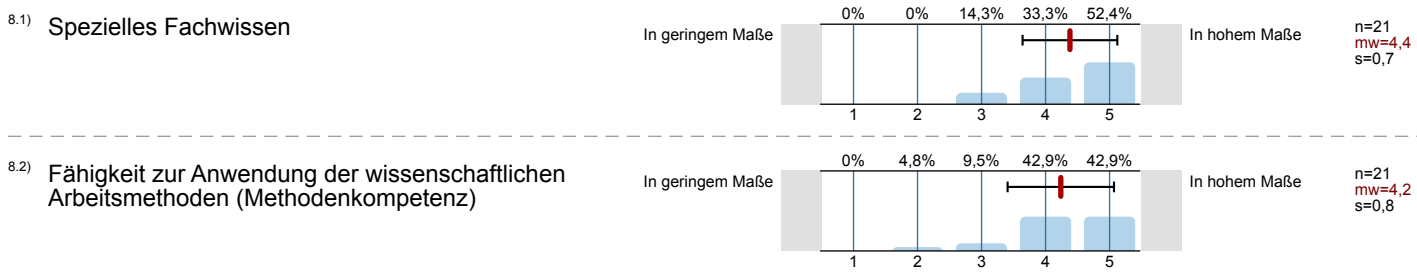 8.1) Spezielles Fachwissen
In geringem Maße
0% 0% 14,3% 33,3% 52,4%
1 2 3 4 5
In hohem Maße
n=21
mw=4,4
s=0,7
8.2) Fähigkeit zur Anwendung der wissenschaftlichen
Arbeitsmethoden (Methodenkompetenz)
In geringem Maße
0% 4,8% 9,5% 42,9% 42,9%
1 2 3 4 5
In hohem Maße
n=21
mw=4,2
s=0,8